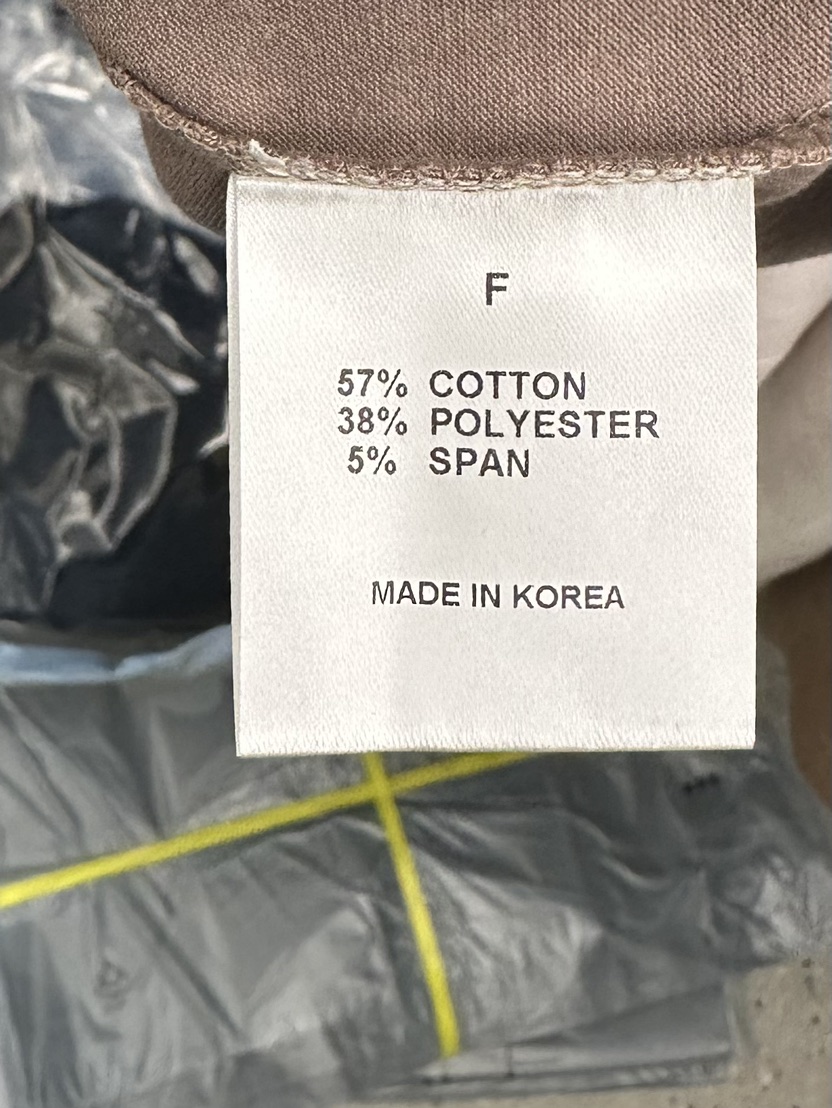 F
57% COTTON
38% POLYESTER
5% SPAN
MADE IN KOREA